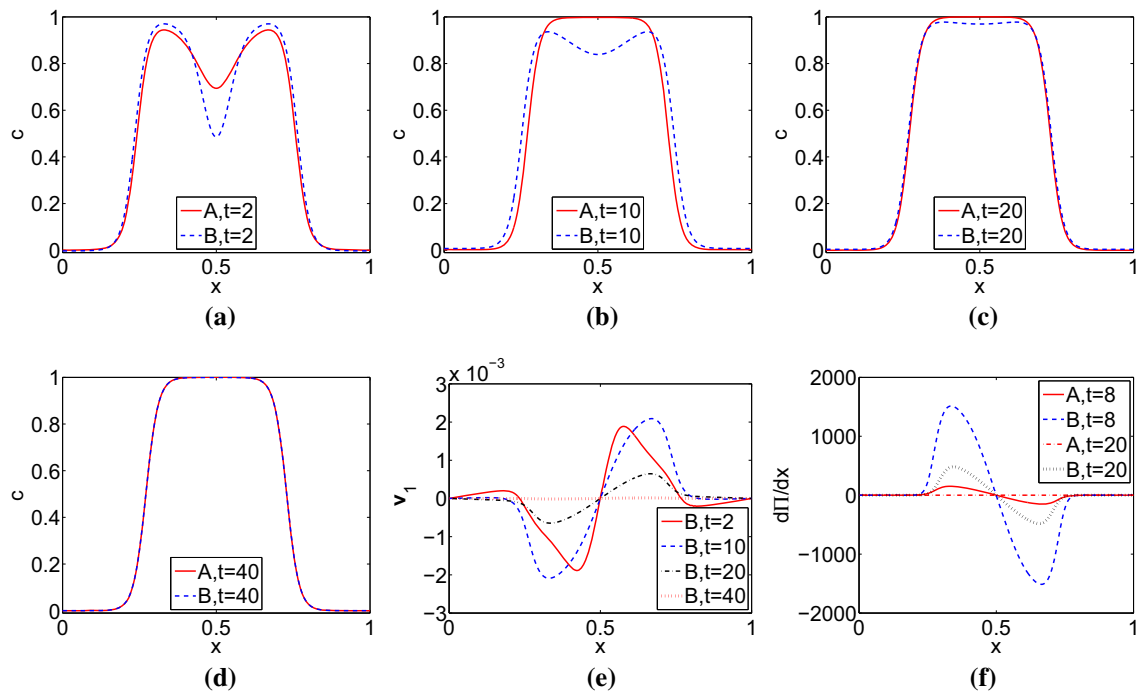 1
0.8
0.6
0.4
0.2
0
c
A,t=2
B,t=2
0 0.5 1
x
(a)
1
0.8
0.6
0.4
0.2
0
c
A,t=10
B,t=10
0 0.5 1
x
(b)
1
0.8
0.6
0.4
0.2
0
c
A,t=20
B,t=20
0 0.5 1
x
(c)
1
0.8
0.6
0.4
0.2
0
c
A,t=40
B,t=40
0 0.5 1
x
(d)
x 10⁻³
3
2
1
0
−1
−2
−3
v₁
B,t=2
B,t=10
B,t=20
B,t=40
0 0.5 1
x
(e)
2000
1000
0
−1000
−2000
dΠ/dx
A,t=8
B,t=8
A,t=20
B,t=20
0 0.5 1
x
(f)